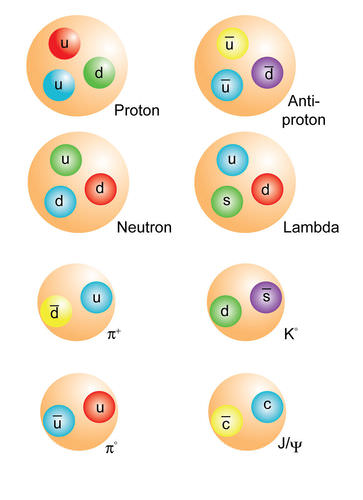 u
u
d
Proton
u̅
u̅
d̅
Anti-
proton
u
d
d
Neutron
u
s
d
Lambda
d̅
u
π⁺
d
s̅
K°
u̅
u
π°
c̅
c
J/Ψ